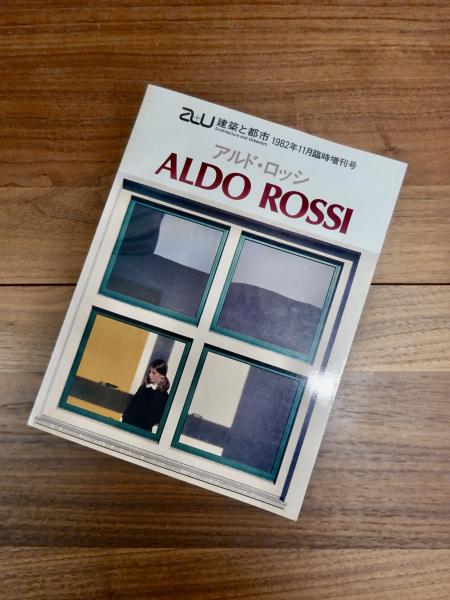 a+u 建築と都市 1982年11月臨時増刊号
Architecture and Urbanism
アルド・ロッシ
ALDO ROSSI